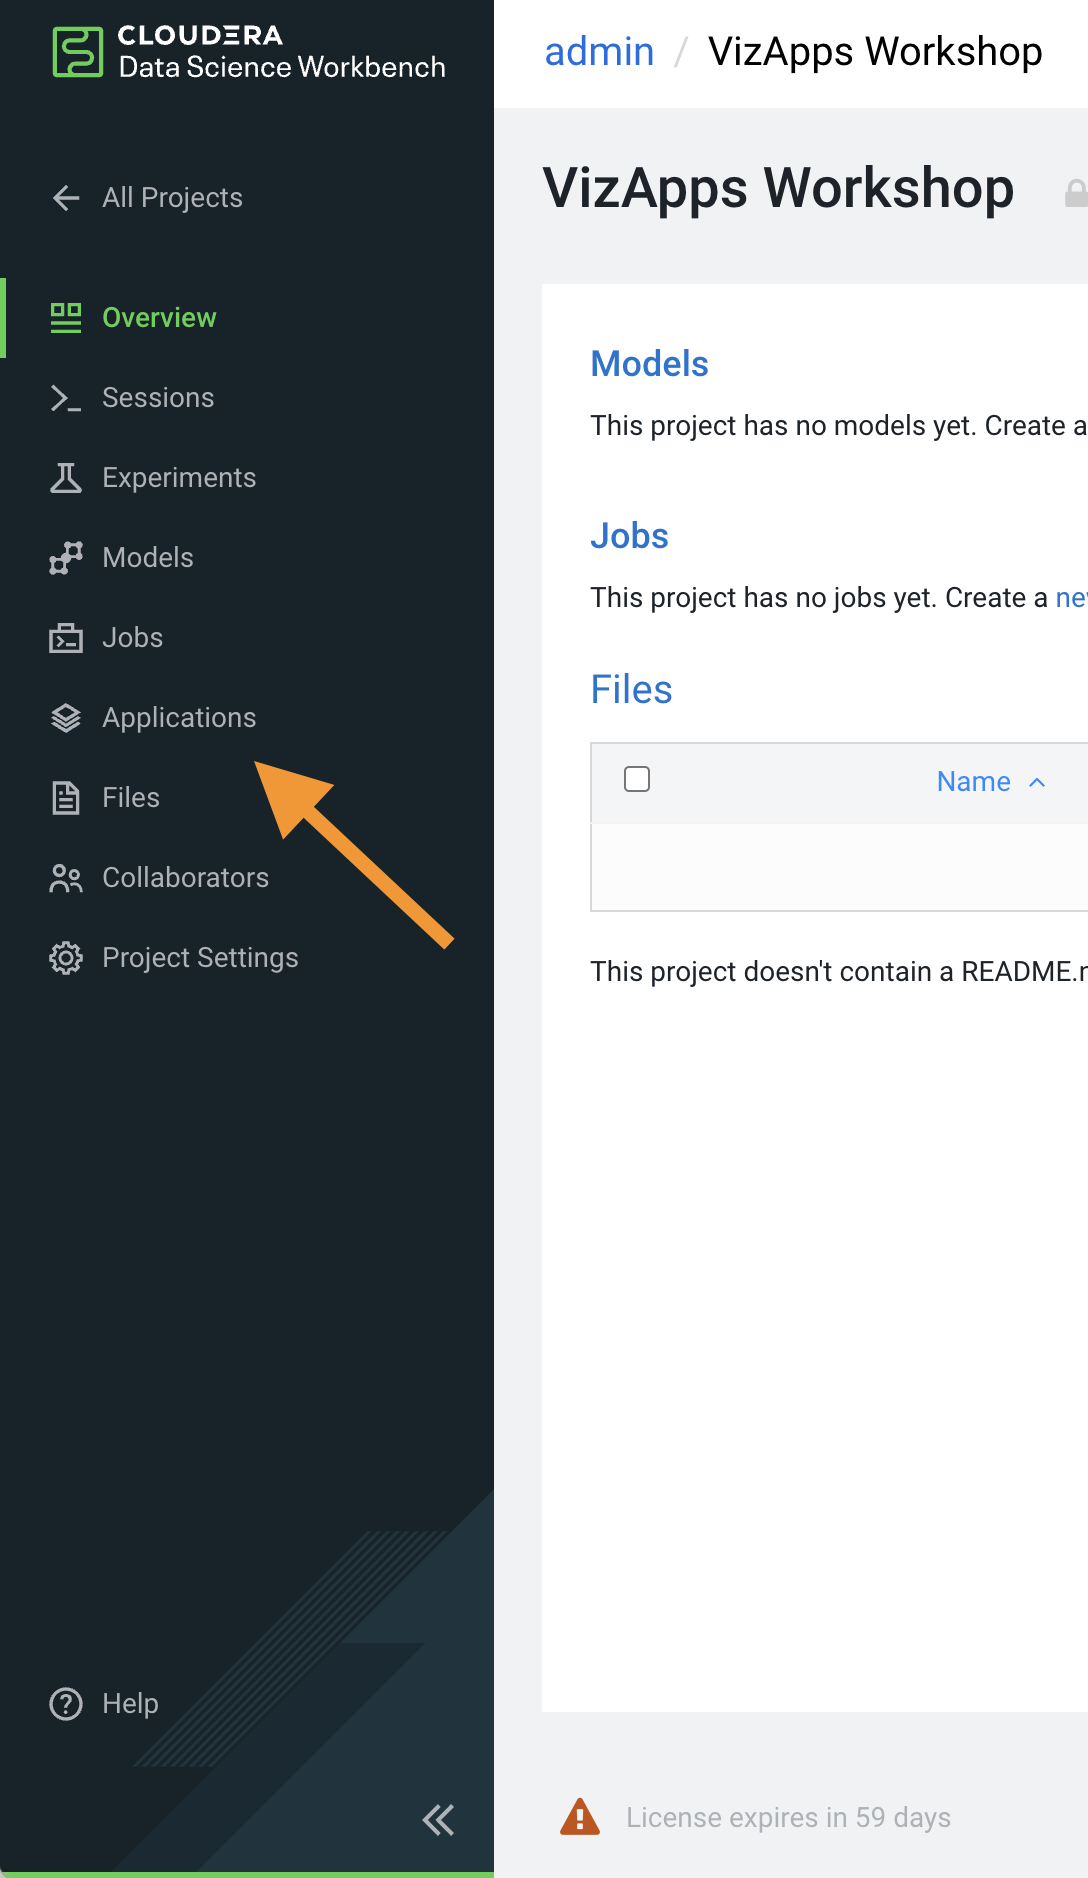 CLOUDERA
Data Science Workbench
admin / VizApps Workshop
All Projects
VizApps Workshop
Overview
Sessions
Experiments
Models
Jobs
Applications
Files
Collaborators
Project Settings
Models
This project has no models yet. Create a
Jobs
This project has no jobs yet. Create a
Files
Name
This project doesn't contain a
Help
License expires in 59 days